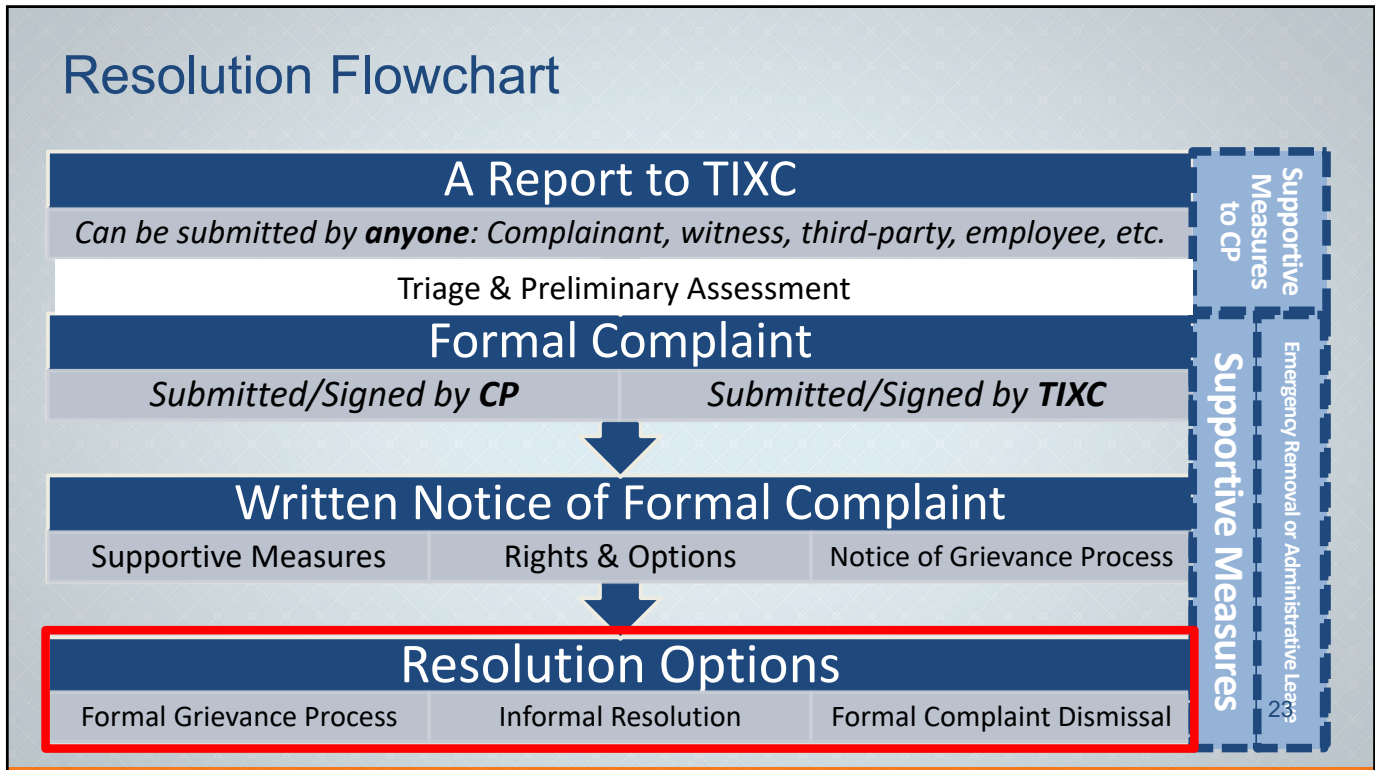 Resolution Flowchart
A Report to TIXC
Can be submitted by anyone: Complainant, witness, third-party, employee, etc.
Triage & Preliminary Assessment
Formal Complaint
Submitted/Signed by CP
Submitted/Signed by TIXC
Written Notice of Formal Complaint
Supportive Measures
Rights & Options
Notice of Grievance Process
Resolution Options
Formal Grievance Process
Informal Resolution
Formal Complaint Dismissal
Supportive
Measures
to CP
Supportive Measures
Emergency Removal or Administrative Leave
23